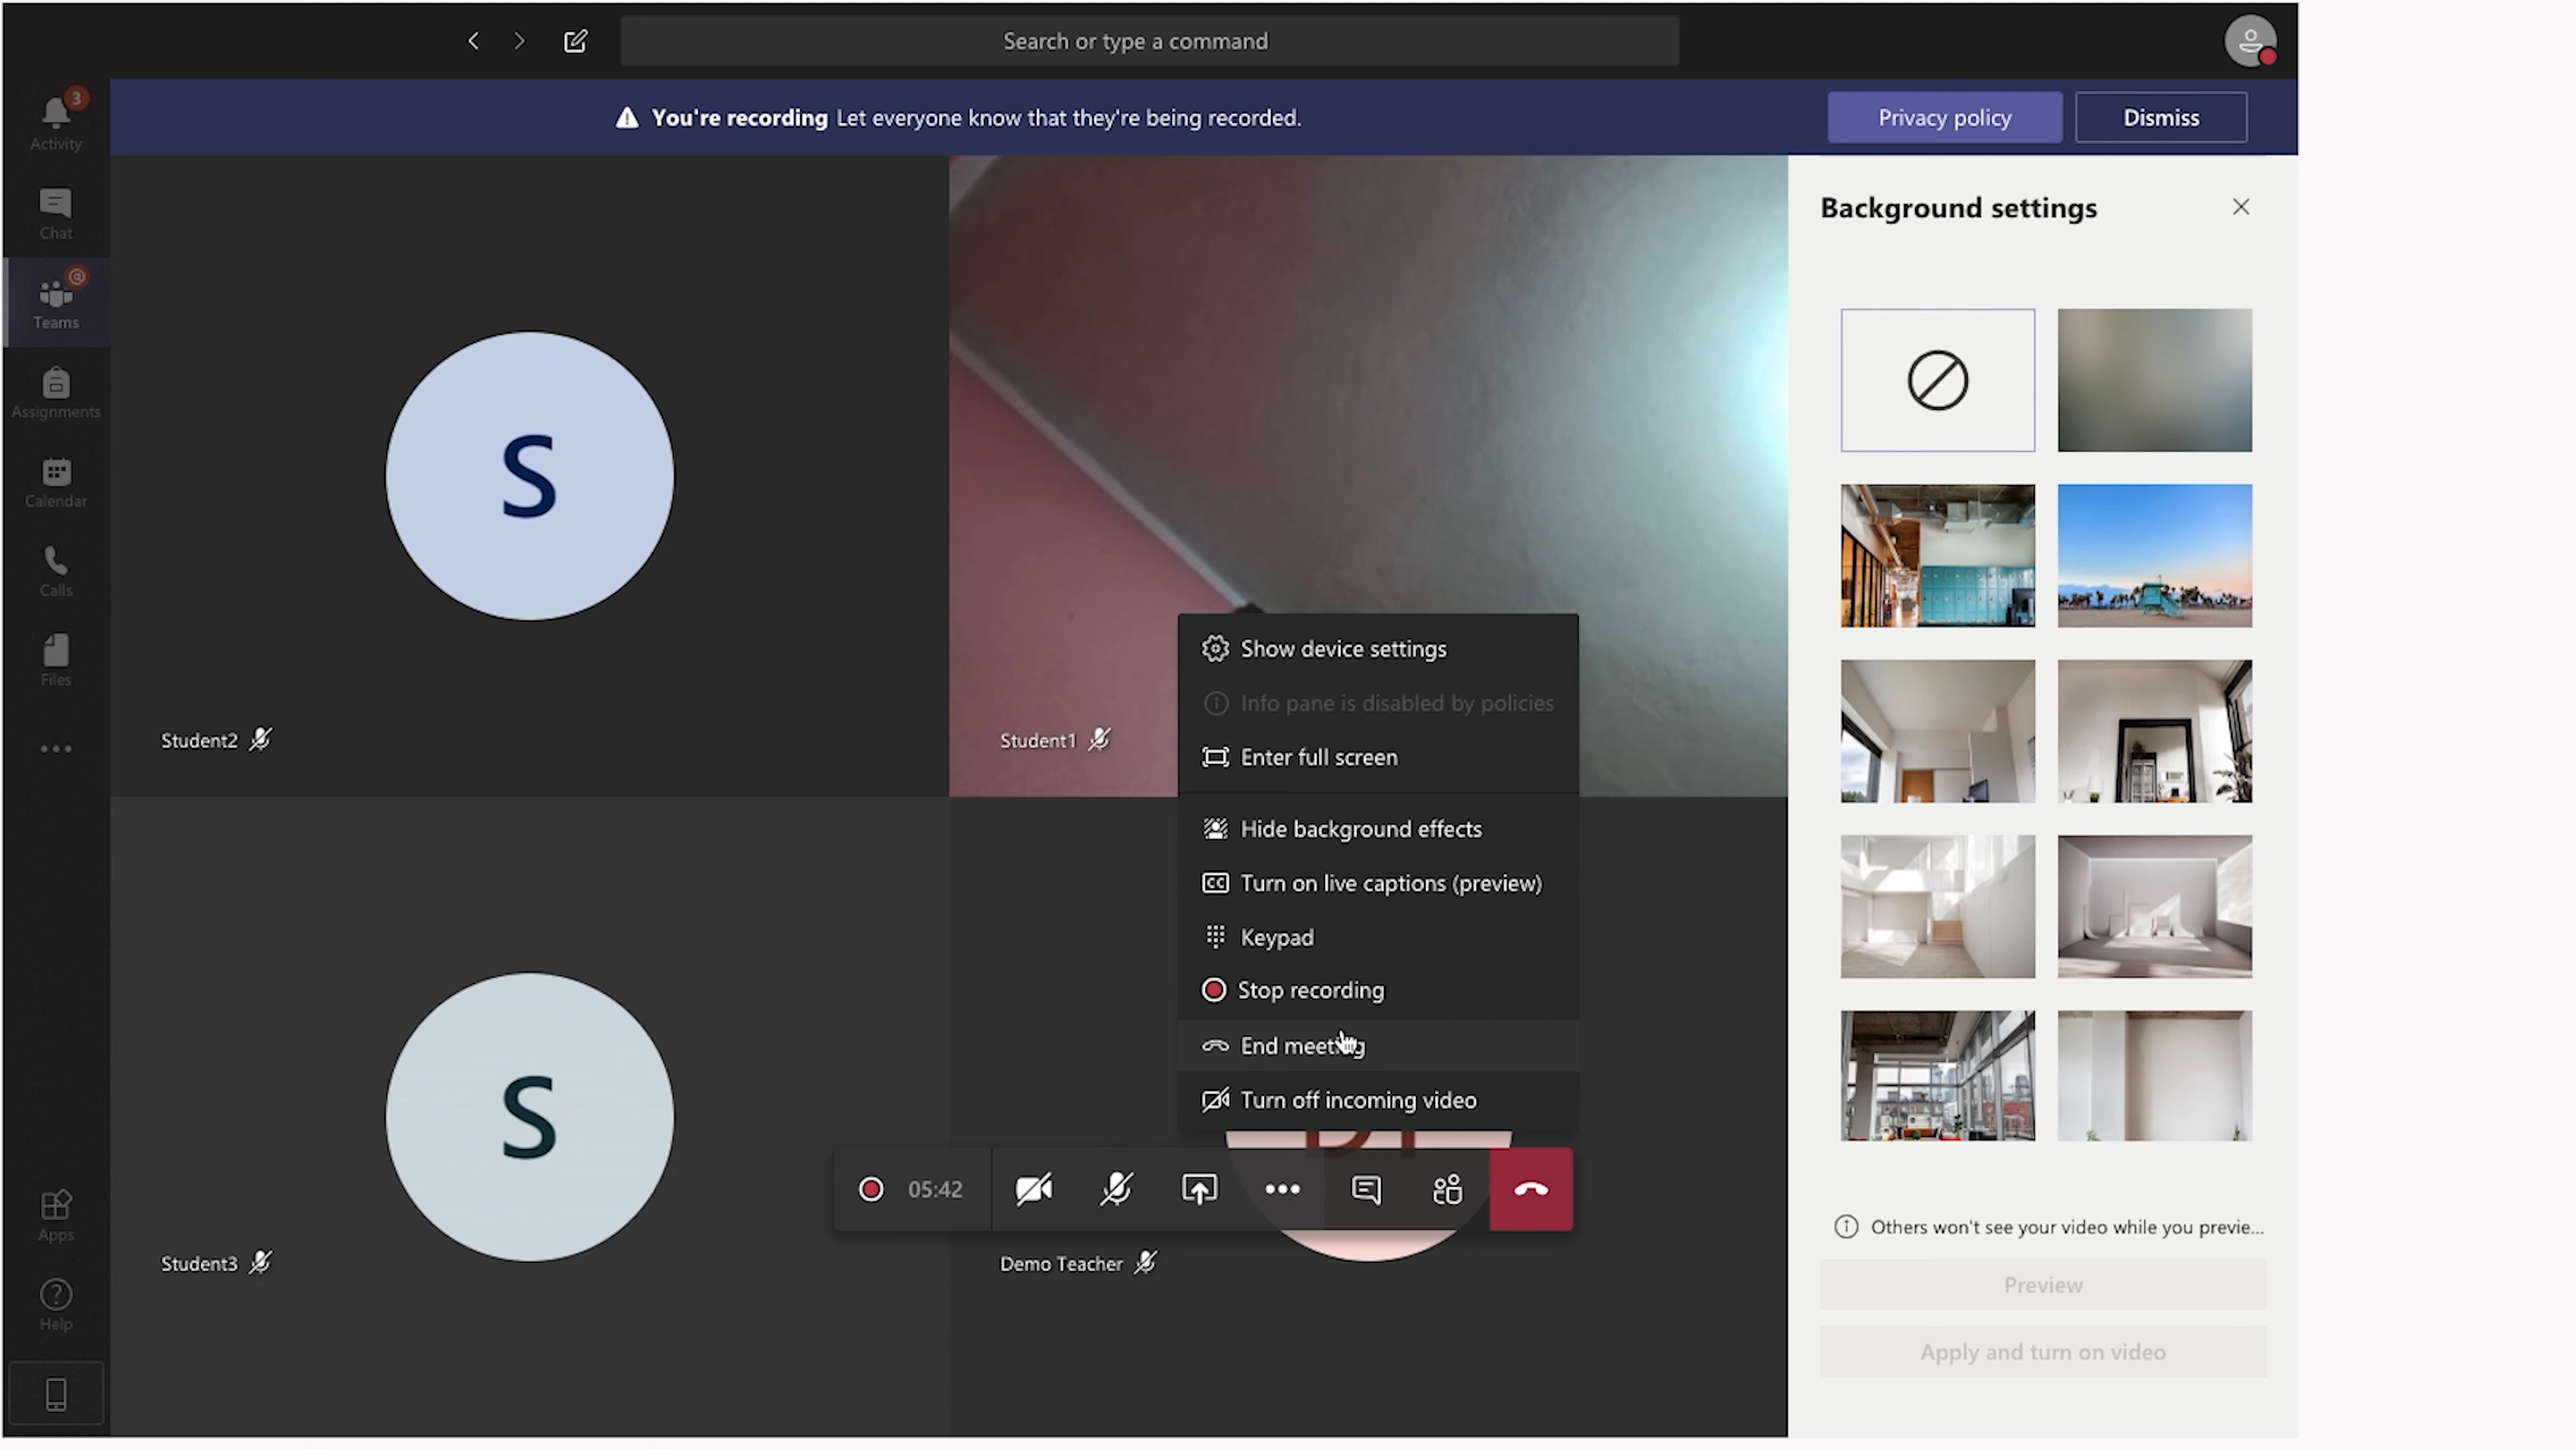 Search or type a command
3
Activity
Chat
@
Teams
Assignments
Calendar
Calls
Files
Apps
Help
You're recording Let everyone know that they're being recorded.
Privacy policy
Dismiss
S
Student2
Student1
S
Student3
Demo Teacher
Show device settings
Info pane is disabled by policies
Enter full screen
Hide background effects
CC Turn on live captions (preview)
Keypad
Stop recording
End meeting
Turn off incoming video
05:42
Background settings
Others won't see your video while you previe...
Preview
Apply and turn on video